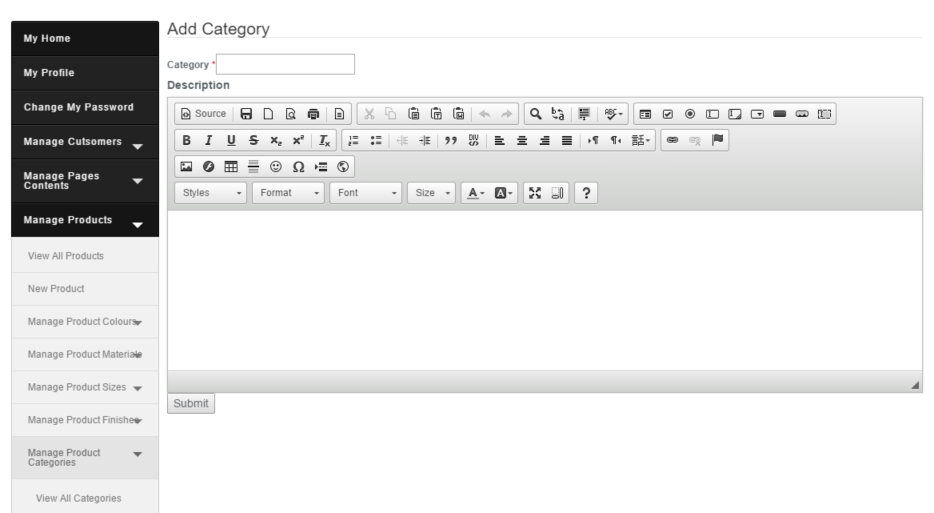 My Home
My Profile
Change My Password
Manage Cutsomers
Manage Pages
Contents
Manage Products
View All Products
New Product
Manage Product Colours
Manage Product Materials
Manage Product Sizes
Manage Product Finishes
Manage Product
Categories
View All Categories
Add Category
Category *
Description
Source
B I U S x₂ x² Iₓ
Styles Format Font Size A A ?
Submit